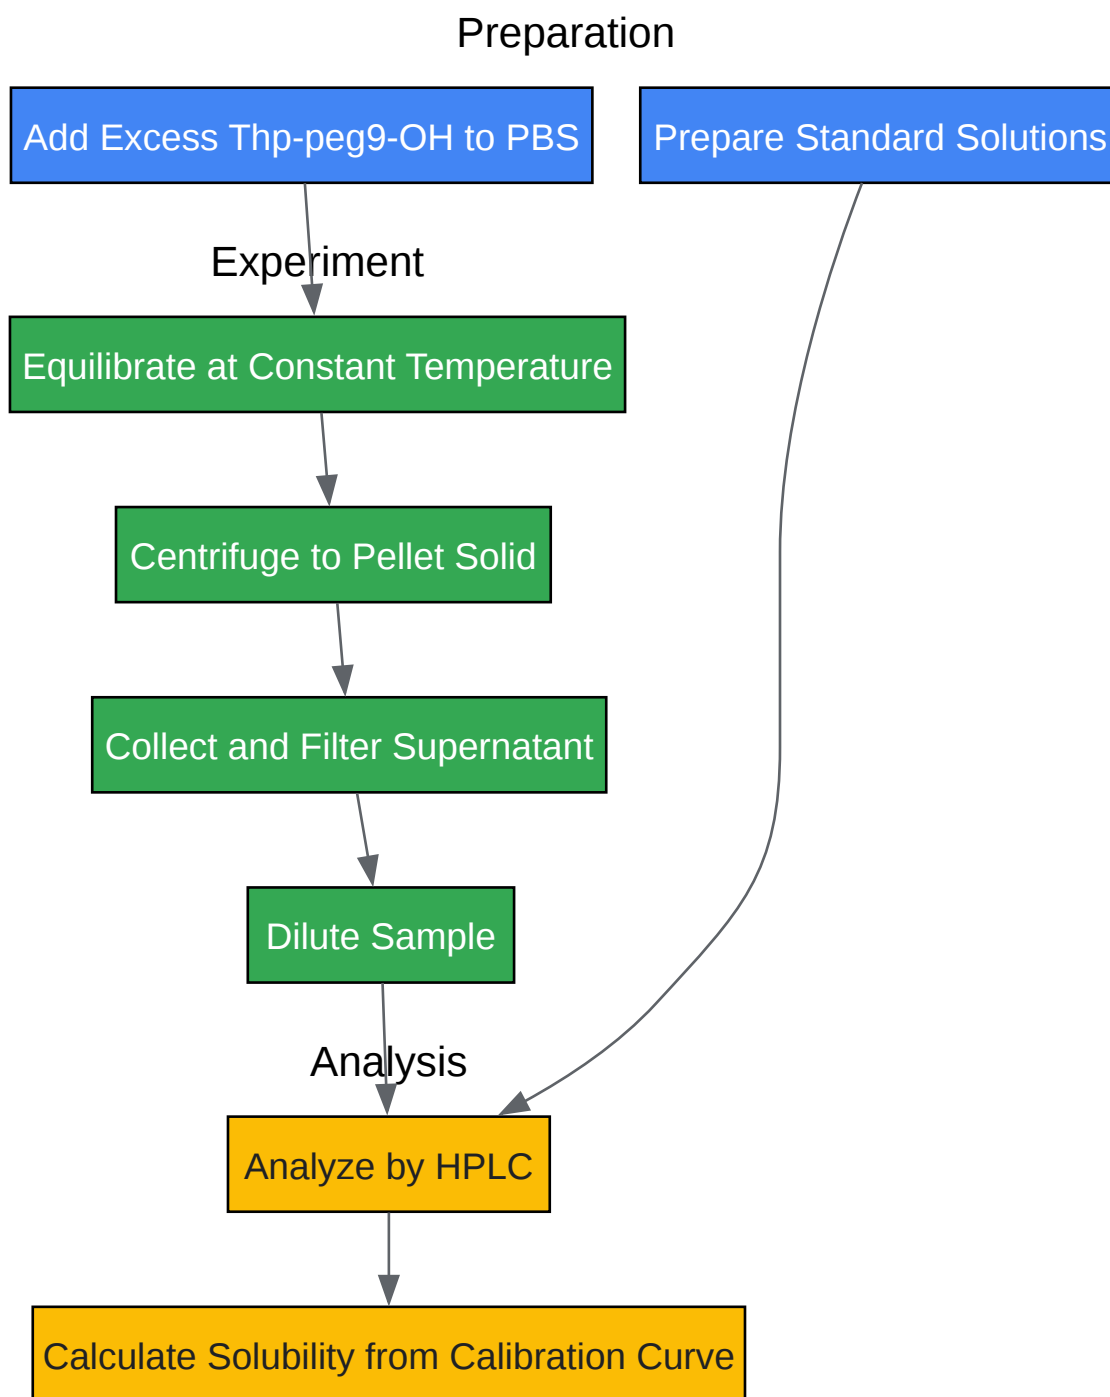 Preparation
Add Excess Thp-peg9-OH to PBS
Prepare Standard Solutions
Experiment
Equilibrate at Constant Temperature
Centrifuge to Pellet Solid
Collect and Filter Supernatant
Dilute Sample
Analysis
Analyze by HPLC
Calculate Solubility from Calibration Curve